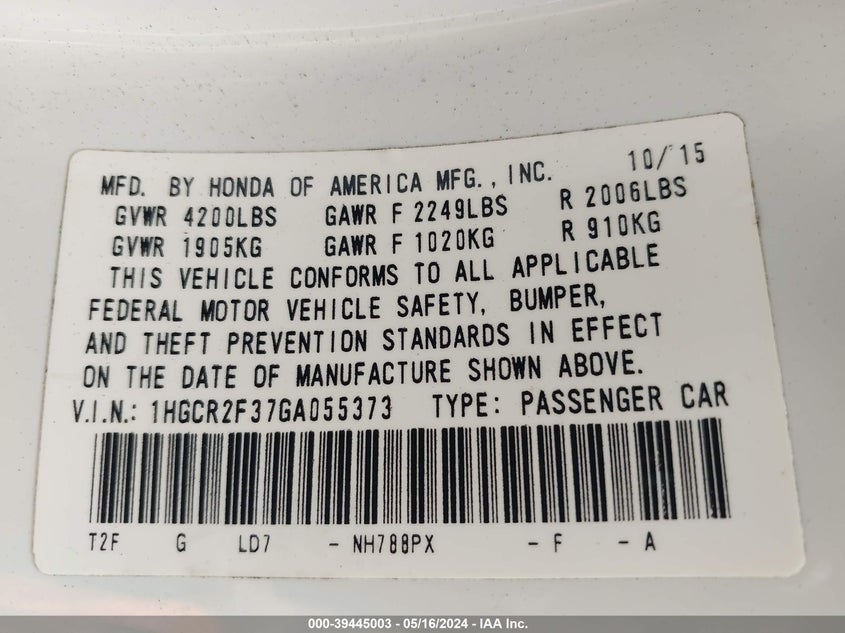 10/15
MFD. BY HONDA OF AMERICA MFG., INC.
GVWR 4200LBS GAWR F 2249LBS R 2006LBS
GVWR 1905KG GAWR F 1020KG R 910KG
THIS VEHICLE CONFORMS TO ALL APPLICABLE
FEDERAL MOTOR VEHICLE SAFETY, BUMPER,
AND THEFT PREVENTION STANDARDS IN EFFECT
ON THE DATE OF MANUFACTURE SHOWN ABOVE.
V.I.N.: 1HGCR2F37GA055373 TYPE: PASSENGER CAR
T2F G LD7 - NH788PX - F - A
000-39445003 - 05/16/2024 - IAA Inc.